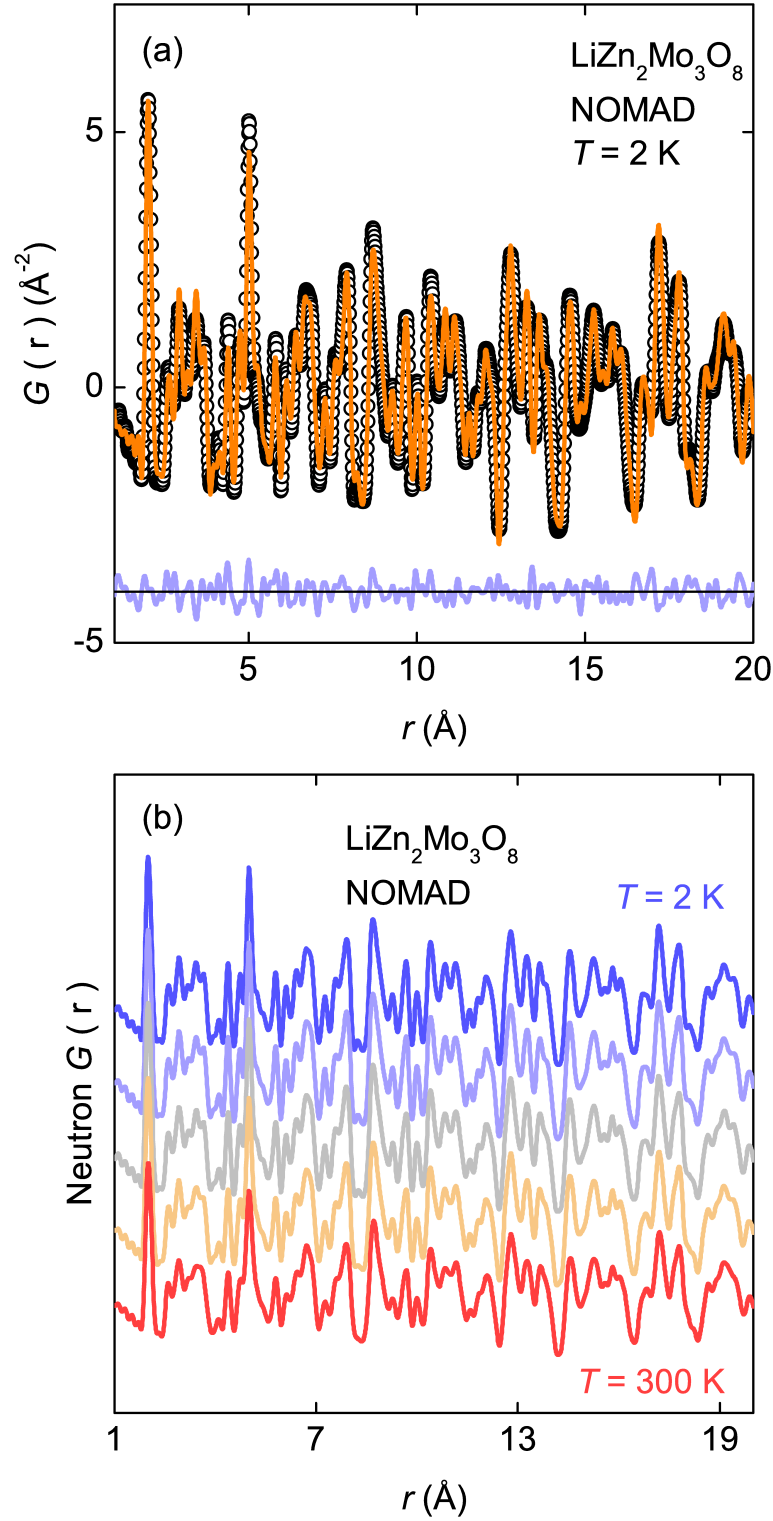 (a)
LiZn₂Mo₃O₈
NOMAD
T = 2 K
5
0
-5
G ( r ) (Å⁻²)
5 10 15 20
r (Å)
(b)
LiZn₂Mo₃O₈
NOMAD
T = 2 K
Neutron G ( r )
T = 300 K
1 7 13 19
r (Å)